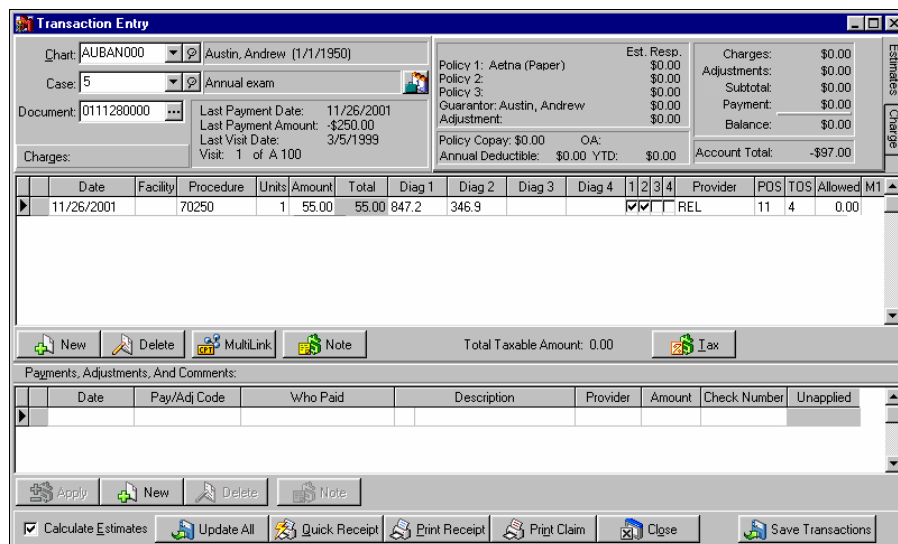 Transaction Entry
Chart: AUBAN000 Austin, Andrew (1/1/1950)
Case: 5 Annual exam
Document: 0111280000
Last Payment Date: 11/26/2001
Last Payment Amount: -$250.00
Last Visit Date: 3/5/1999
Visit: 1 of A 100
Charges:
Est. Resp.
Policy 1: Aetna (Paper) $0.00
Policy 2: $0.00
Policy 3: $0.00
Guarantor: Austin, Andrew $0.00
Adjustment: $0.00
Policy Copay: $0.00 OA:
Annual Deductible: $0.00 YTD: $0.00
Charges: $0.00
Adjustments: $0.00
Subtotal: $0.00
Payment: $0.00
Balance: $0.00
Account Total: -$97.00
Estimates
Charge
Date Facility Procedure Units Amount Total Diag 1 Diag 2 Diag 3 Diag 4 1 2 3 4 Provider POS TOS Allowed M1
11/26/2001 70250 1 55.00 55.00 847.2 346.9 REL 11 4 0.00
New Delete CPT MultiLink Note Total Taxable Amount: 0.00 Tax
Payments, Adjustments, And Comments:
Date Pay/Adj Code Who Paid Description Provider Amount Check Number Unapplied
Apply New Delete Note
Calculate Estimates Update All Quick Receipt Print Receipt Print Claim Close Save Transactions